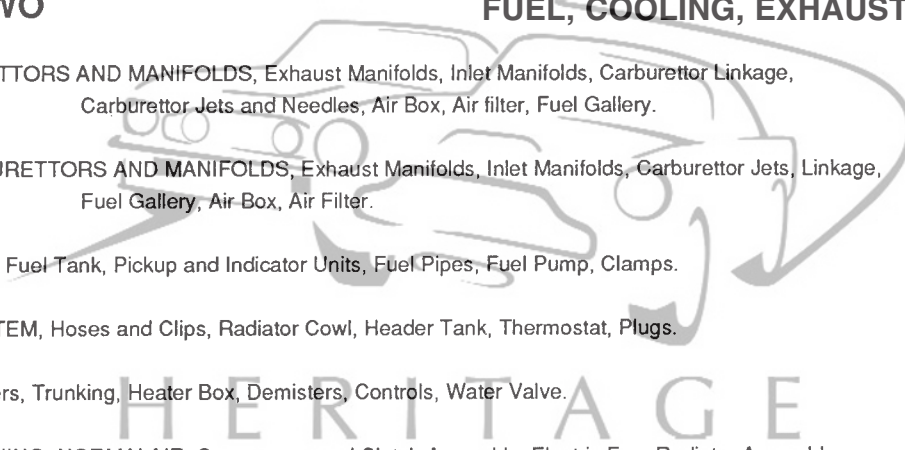 WO FUEL, COOLING, EXHAUST
TTORS AND MANIFOLDS, Exhaust Manifolds, Inlet Manifolds, Carburettor Linkage,
Carburettor Jets and Needles, Air Box, Air filter, Fuel Gallery.
URETTORS AND MANIFOLDS, Exhaust Manifolds, Inlet Manifolds, Carburettor Jets, Linkage,
Fuel Gallery, Air Box, Air Filter.
Fuel Tank, Pickup and Indicator Units, Fuel Pipes, Fuel Pump, Clamps.
TEM, Hoses and Clips, Radiator Cowl, Header Tank, Thermostat, Plugs.
rs, Trunking, Heater Box, Demisters, Controls, Water Valve.
HERITAGE